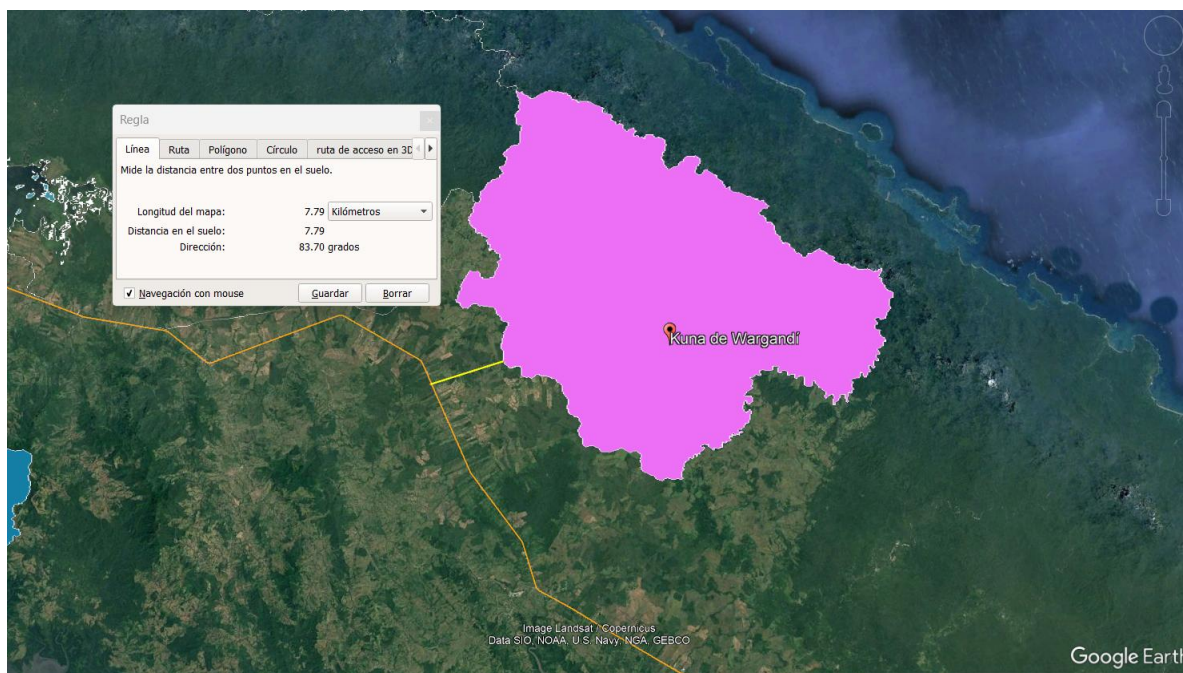 Regla
Línea Ruta Polígono Círculo ruta de acceso en 3D
Mide la distancia entre dos puntos en el suelo.
Longitud del mapa: 7.79 Kilómetros
Distancia en el suelo: 7.79
Dirección: 83.70 grados
Navegación con mouse Guardar Borrar
Kuna de Wargandí
Image Landsat / Copernicus
Data SIO, NOAA, U.S. Navy, NGA, GEBCO
Google Earth